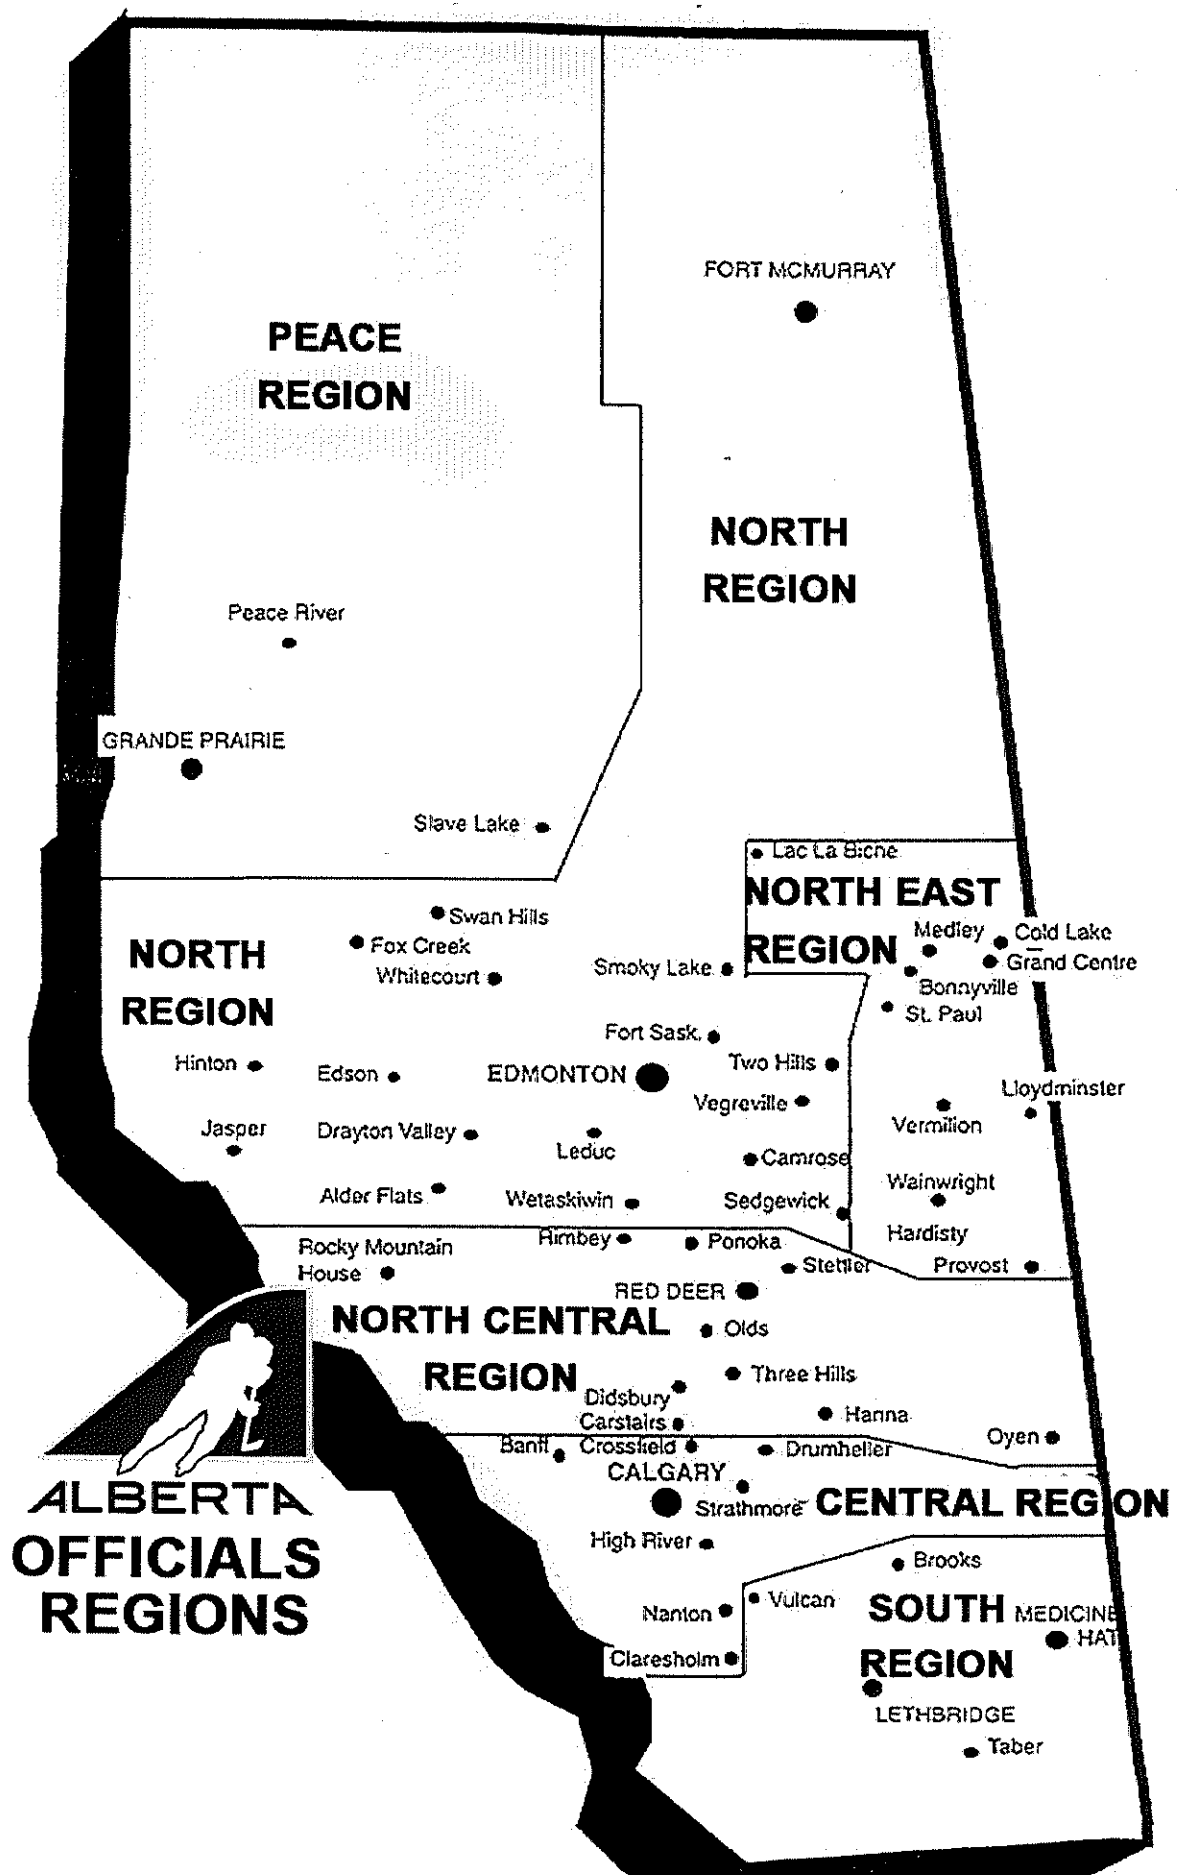 FORT MCMURRAY
PEACE
REGION
NORTH
REGION
Peace River
GRANDE PRAIRIE
Slave Lake
Lac La Biche
NORTH EAST
REGION
Swan Hills
Fox Creek
Whitecourt
NORTH
REGION
Smoky Lake
Medley
Cold Lake
Grand Centre
Bonnyville
St. Paul
Fort Sask.
Two Hills
Hinton
Edson
EDMONTON
Vegreville
Lloydminster
Vermilion
Jasper
Drayton Valley
Leduc
Camrose
Alder Flats
Wetaskiwin
Sedgewick
Wainwright
Hardisty
Provost
Rocky Mountain
House
Rimbey
Ponoka
Stettler
RED DEER
NORTH CENTRAL
REGION
Olds
Three Hills
Didsbury
Carstairs
Hanna
Oyen
Banff
Crossfield
Drumheller
CALGARY
Strathmore
CENTRAL REGION
High River
Brooks
Vulcan
Nanton
SOUTH
REGION
MEDICINE
HAT
Claresholm
LETHBRIDGE
Taber
ALBERTA
OFFICIALS
REGIONS